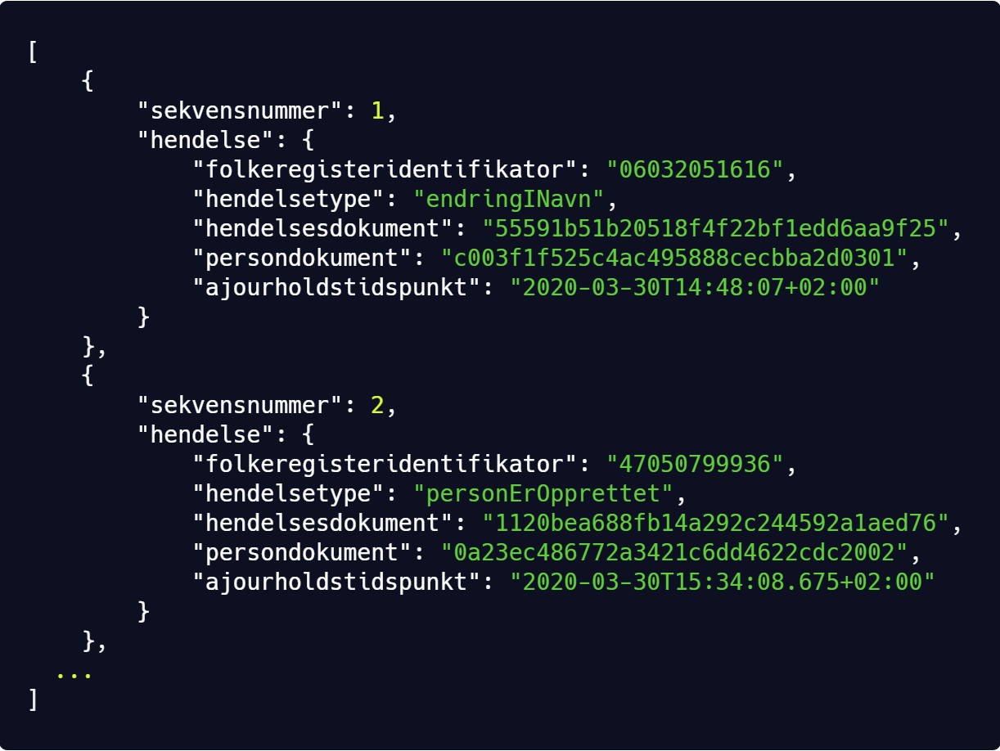 [
    {
        "sekvensnummer": 1,
        "hendelse": {
            "folkeregisteridentifikator": "06032051616",
            "hendelsetype": "endringINavn",
            "hendelsesdokument": "55591b51b20518f4f22bf1edd6aa9f25",
            "persondokument": "c003f1f525c4ac495888cecbba2d0301",
            "ajourholdstidspunkt": "2020-03-30T14:48:07+02:00"
        }
    },
    {
        "sekvensnummer": 2,
        "hendelse": {
            "folkeregisteridentifikator": "47050799936",
            "hendelsetype": "personErOpprettet",
            "hendelsesdokument": "1120bea688fb14a292c244592a1aed76",
            "persondokument": "0a23ec486772a3421c6dd4622cdc2002",
            "ajourholdstidspunkt": "2020-03-30T15:34:08.675+02:00"
        }
    },
  ...
]